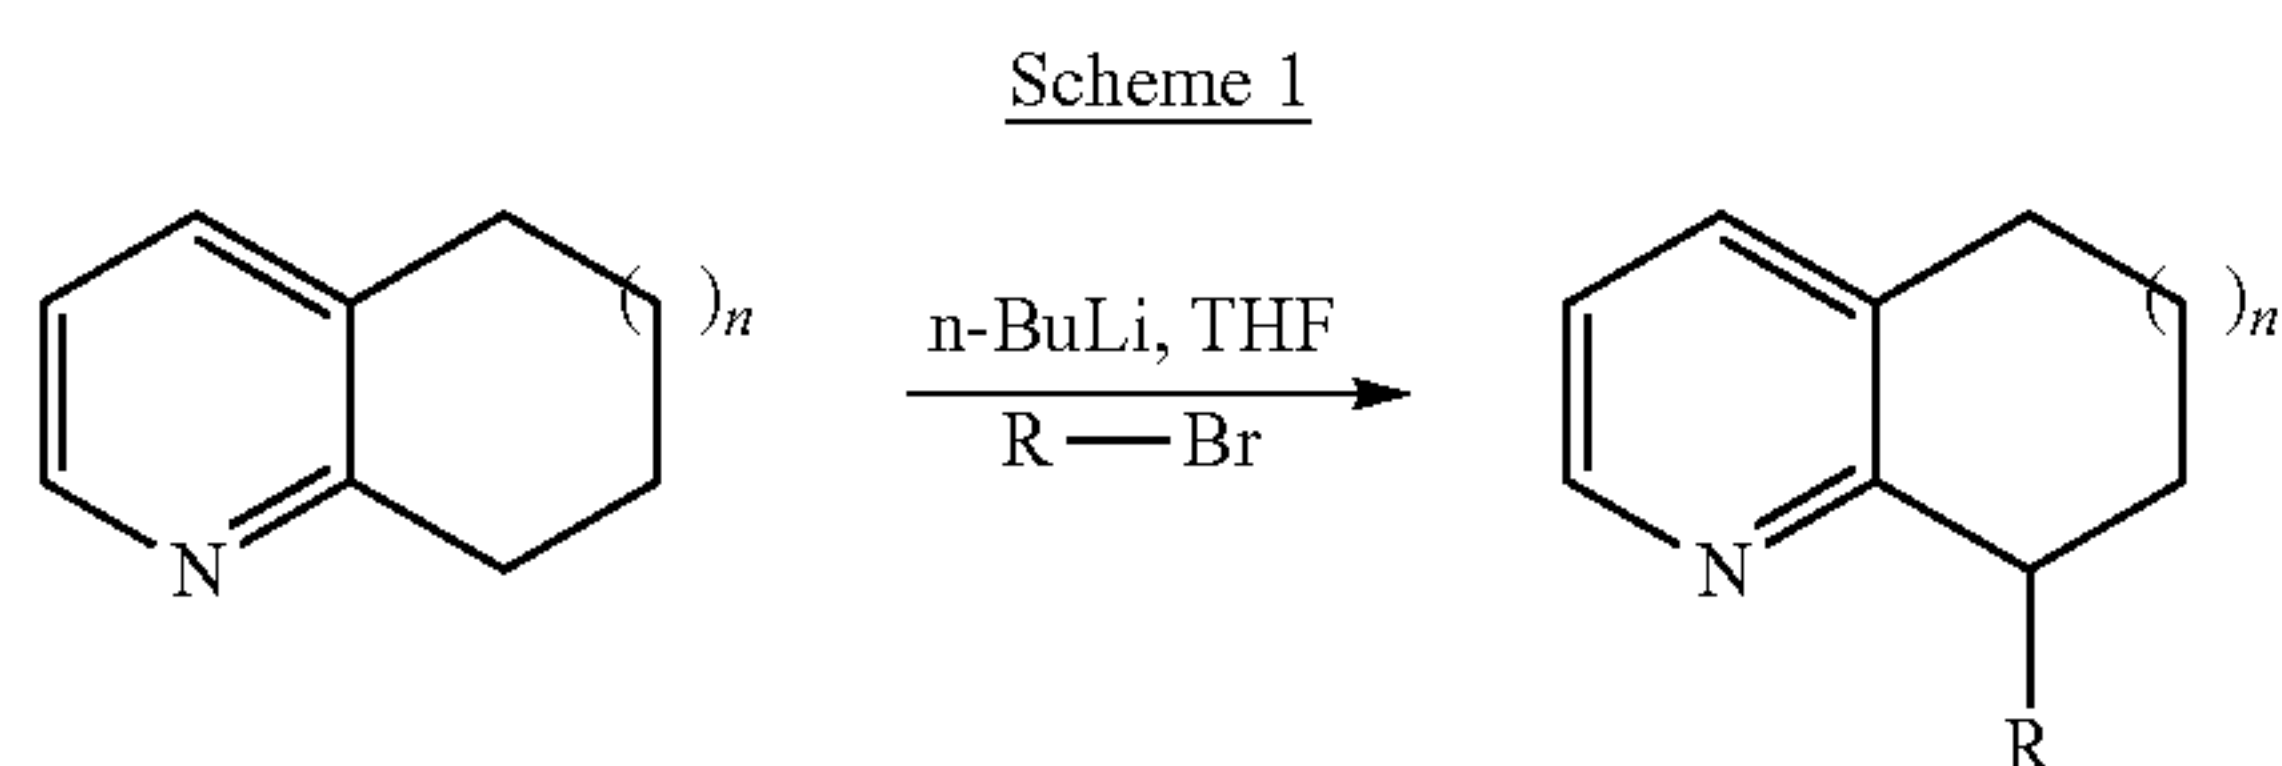 Scheme 1
( )n
n-BuLi, THF
R—Br
( )n
N
N
R